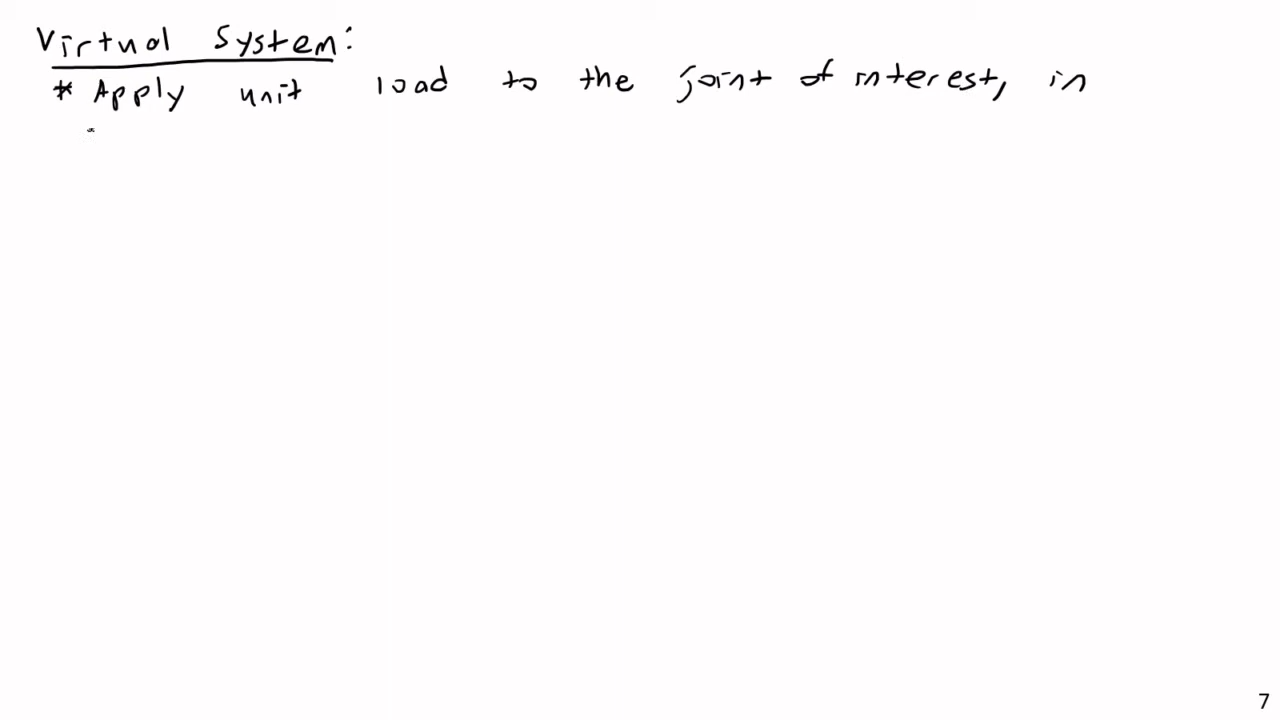 Virtual System:
* Apply unit load to the joint of interest, in
7